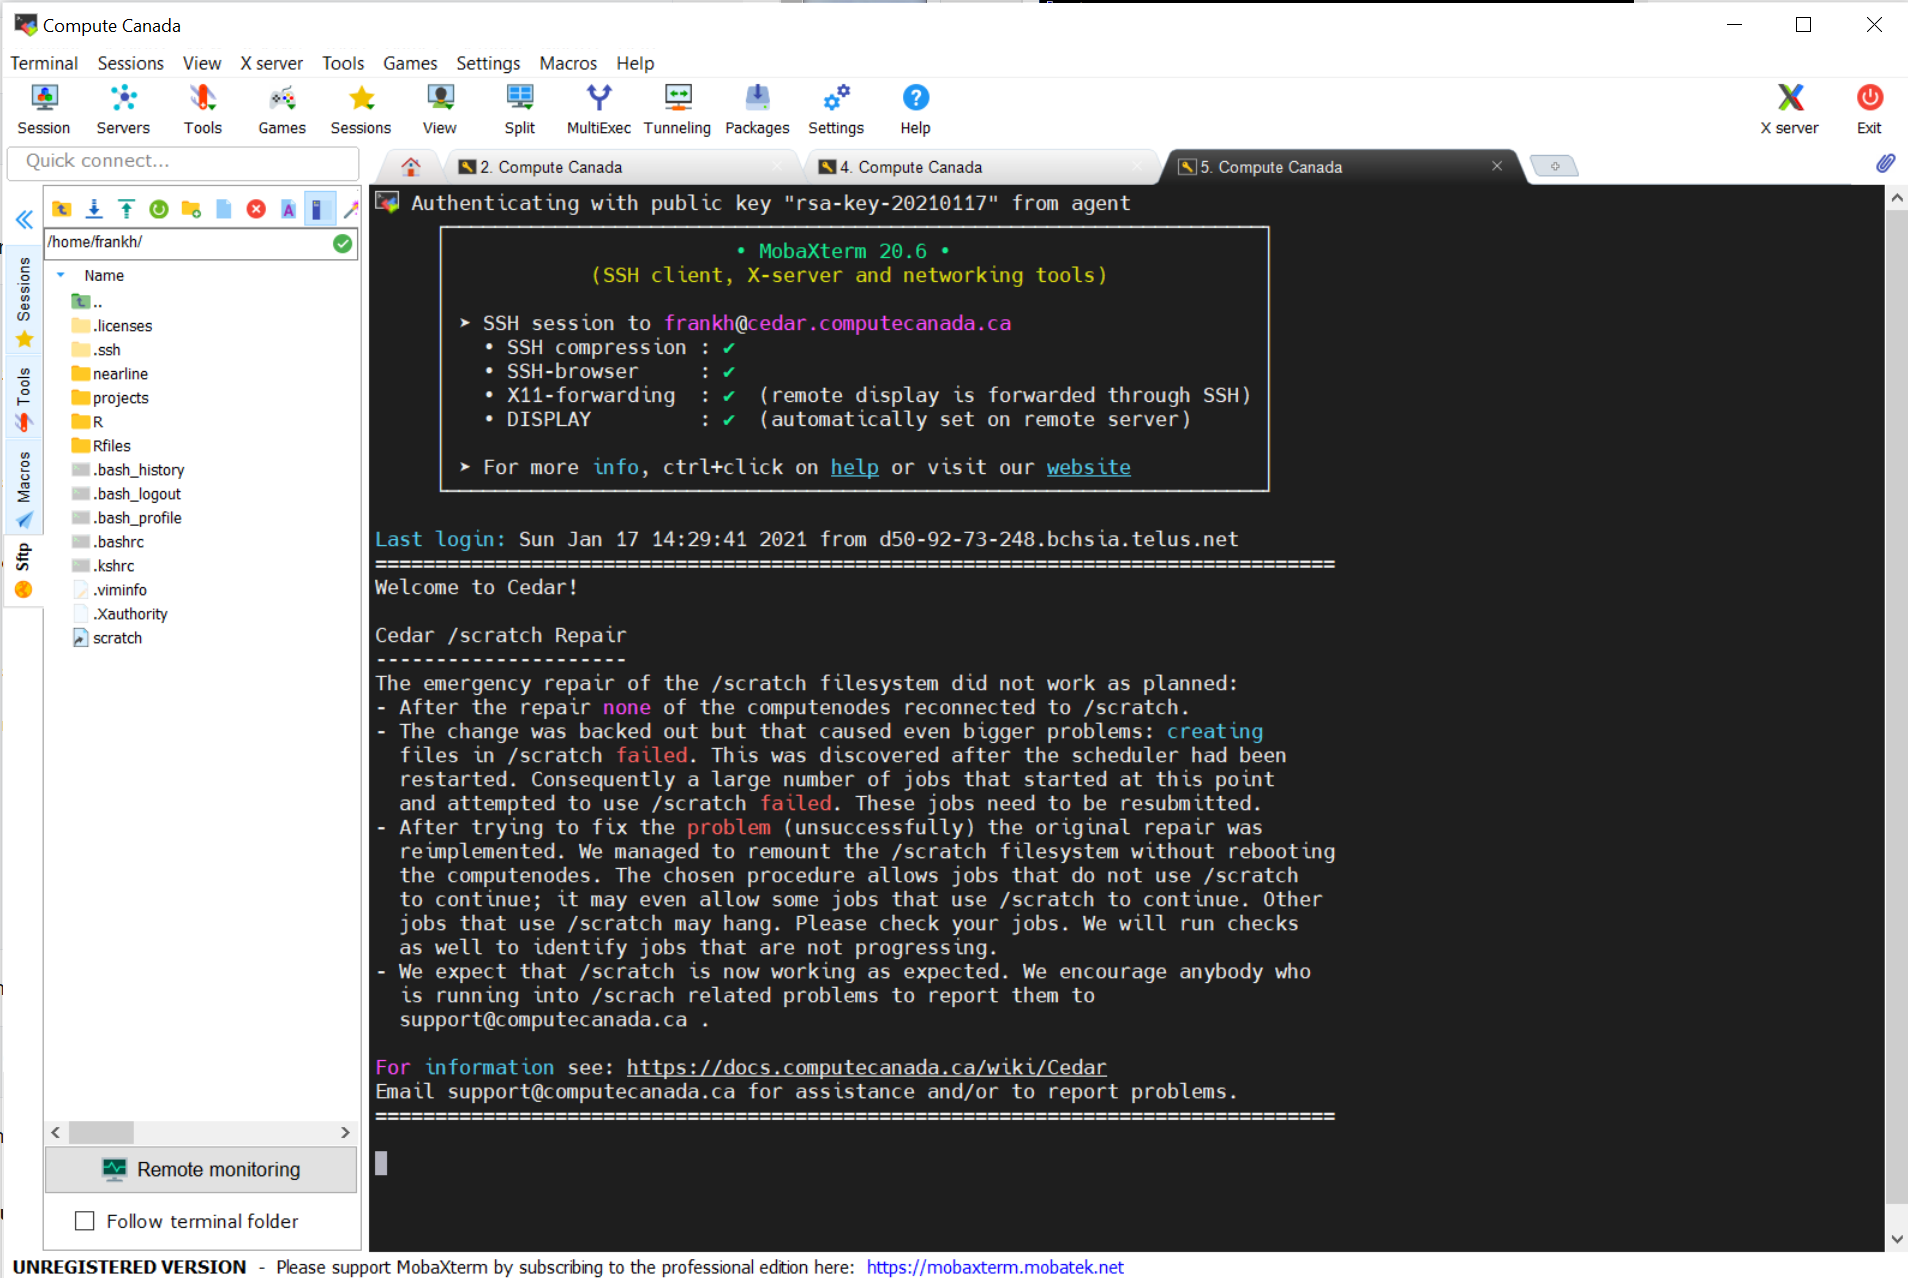 Compute Canada
Terminal Sessions View X server Tools Games Settings Macros Help
Session Servers Tools Games Sessions View Split MultiExec Tunneling Packages Settings Help X server Exit
Quick connect...
2. Compute Canada
4. Compute Canada
5. Compute Canada
Sessions
Tools
Macros
Sftp
/home/frankh/
Name
..
.licenses
.ssh
nearline
projects
R
Rfiles
.bash_history
.bash_logout
.bash_profile
.bashrc
.kshrc
.viminfo
.Xauthority
scratch
Remote monitoring
Follow terminal folder
Authenticating with public key "rsa-key-20210117" from agent
• MobaXterm 20.6 •
(SSH client, X-server and networking tools)
➤ SSH session to frankh@cedar.computecanada.ca
• SSH compression : ✔
• SSH-browser : ✔
• X11-forwarding : ✔ (remote display is forwarded through SSH)
• DISPLAY : ✔ (automatically set on remote server)
➤ For more info, ctrl+click on help or visit our website
Last login: Sun Jan 17 14:29:41 2021 from d50-92-73-248.bchsia.telus.net
================================================================================
Welcome to Cedar!
Cedar /scratch Repair
---------------------
The emergency repair of the /scratch filesystem did not work as planned:
- After the repair none of the computenodes reconnected to /scratch.
- The change was backed out but that caused even bigger problems: creating
files in /scratch failed. This was discovered after the scheduler had been
restarted. Consequently a large number of jobs that started at this point
and attempted to use /scratch failed. These jobs need to be resubmitted.
- After trying to fix the problem (unsuccessfully) the original repair was
reimplemented. We managed to remount the /scratch filesystem without rebooting
the computenodes. The chosen procedure allows jobs that do not use /scratch
to continue; it may even allow some jobs that use /scratch to continue. Other
jobs that use /scratch may hang. Please check your jobs. We will run checks
as well to identify jobs that are not progressing.
- We expect that /scratch is now working as expected. We encourage anybody who
is running into /scrach related problems to report them to
support@computecanada.ca .
For information see: https://docs.computecanada.ca/wiki/Cedar
Email support@computecanada.ca for assistance and/or to report problems.
================================================================================
UNREGISTERED VERSION - Please support MobaXterm by subscribing to the professional edition here: https://mobaxterm.mobatek.net